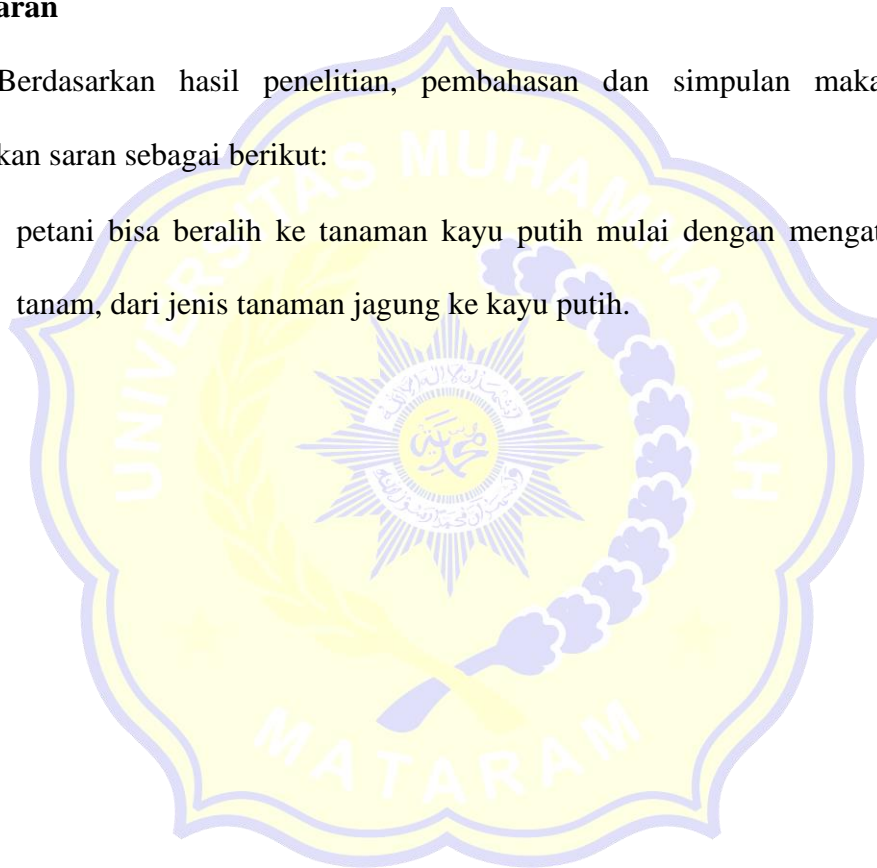 aran
Berdasarkan hasil penelitian, pembahasan dan simpulan maka
kan saran sebagai berikut:
petani bisa beralih ke tanaman kayu putih mulai dengan mengat
tanam, dari jenis tanaman jagung ke kayu putih.
UNIVERSITAS MUHAMMADIYAH
MATARAM